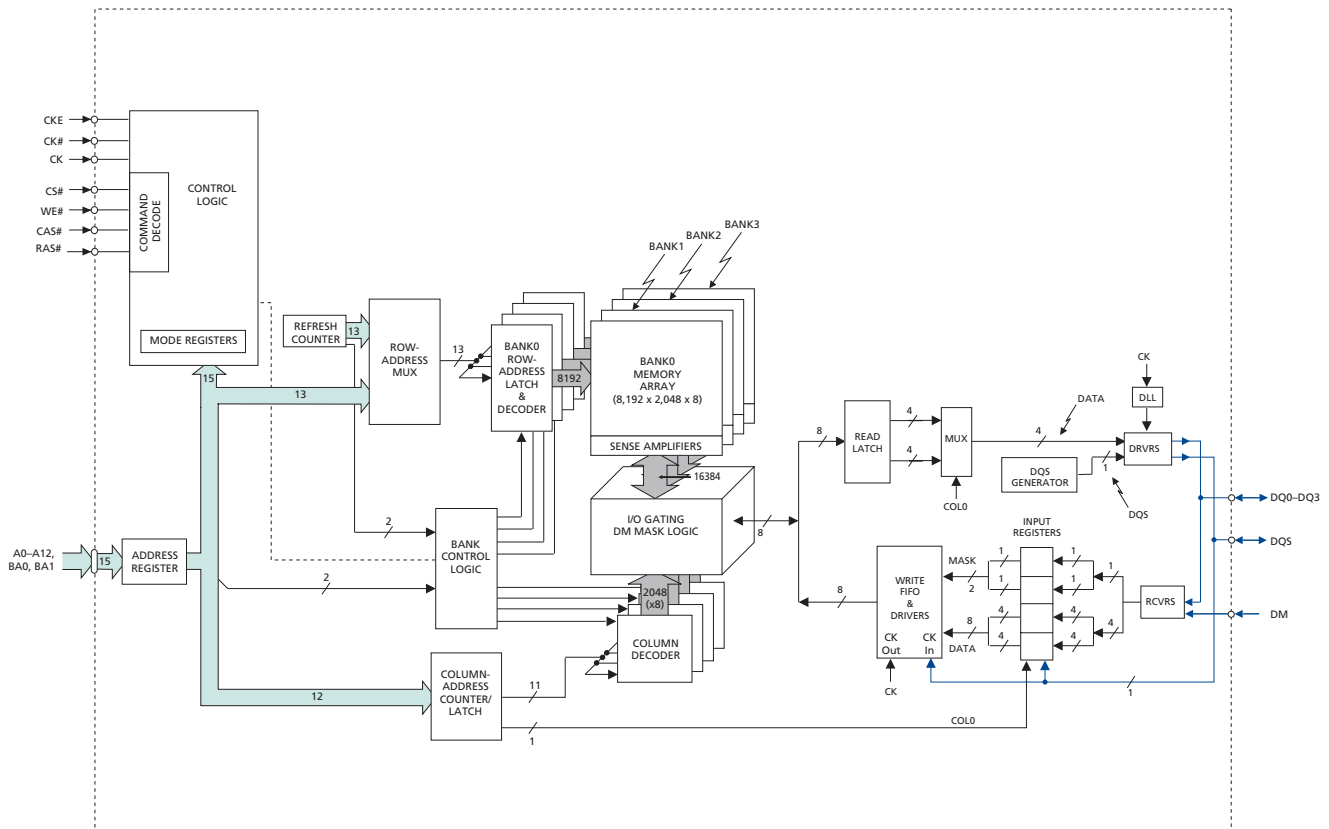 CKE
CK#
CK
CS#
WE#
CAS#
RAS#
COMMAND
DECODE
CONTROL
LOGIC
MODE REGISTERS
15
REFRESH
COUNTER
13
13
ROW-
ADDRESS
MUX
13
BANK0
ROW-
ADDRESS
LATCH
&
DECODER
8192
BANK1
BANK2
BANK3
BANK0
MEMORY
ARRAY
(8,192 x 2,048 x 8)
SENSE AMPLIFIERS
16384
I/O GATING
DM MASK LOGIC
8
2
2
BANK
CONTROL
LOGIC
A0–A12,
BA0, BA1
15
ADDRESS
REGISTER
2048
(x8)
COLUMN
DECODER
12
COLUMN-
ADDRESS
COUNTER/
LATCH
11
1
COL0
8
READ
LATCH
4
4
MUX
COL0
4
DATA
CK
DLL
DRVRS
DQS
GENERATOR
1
DQS
DQ0–DQ3
DQS
DM
8
WRITE
FIFO
&
DRIVERS
CK
Out
CK
In
CK
MASK
2
8
DATA
INPUT
REGISTERS
1
1
4
4
1
1
4
4
1
4
RCVRS
1